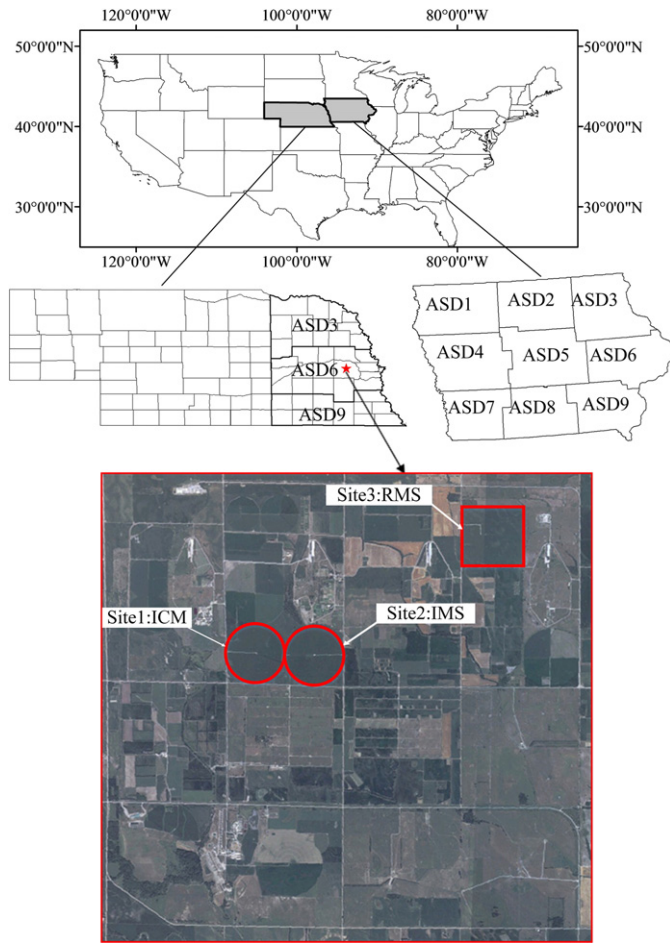 120°0'0"W 100°0'0"W 80°0'0"W
50°0'0"N 50°0'0"N
40°0'0"N 40°0'0"N
30°0'0"N 30°0'0"N
120°0'0"W 100°0'0"W 80°0'0"W
ASD3
ASD6
ASD9
ASD1 ASD2 ASD3
ASD4 ASD5 ASD6
ASD7 ASD8 ASD9
Site3:RMS
Site1:ICM
Site2:IMS